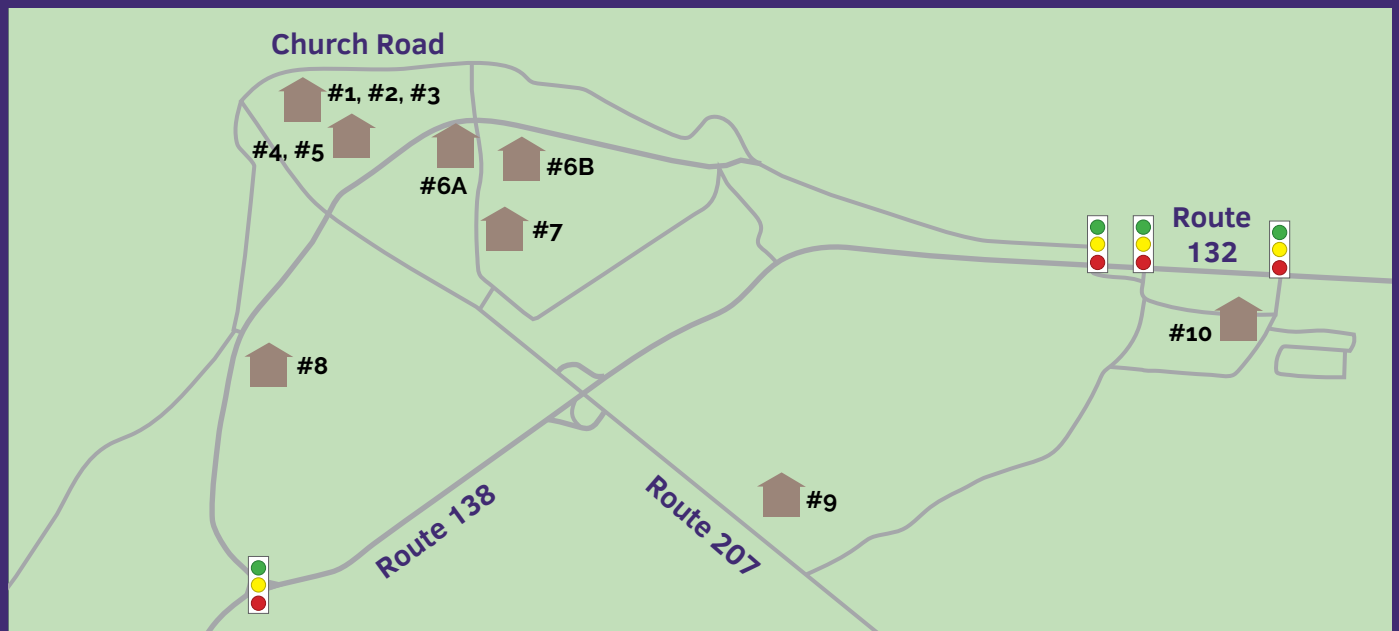 Church Road
#1, #2, #3
#4, #5
#6A
#6B
#7
Route
132
#10
#8
#9
Route 138
Route 207